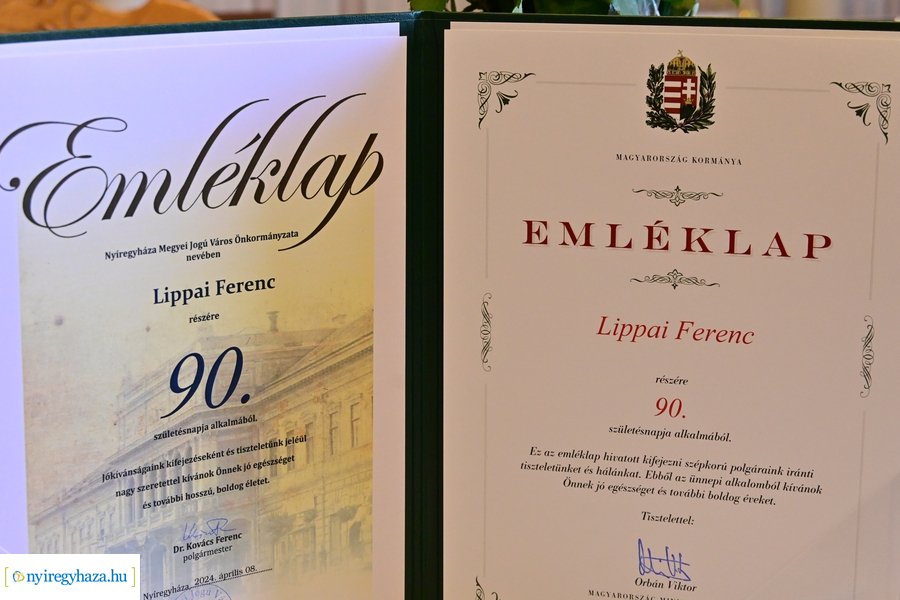 Emléklap
Nyíregyháza Megyei Jogú Város Önkormányzata
nevében
Lippai Ferenc
részére
90.
születésnapja alkalmából.
Jókívánságaink kifejezéseként és tiszteletünk jeléül
nagy szeretettel kívánok Önnek jó egészséget
és további hosszú, boldog életet.
Dr. Kovács Ferenc
polgármester
Nyíregyháza, 2024. április 08.
MAGYARORSZÁG KORMÁNYA
EMLÉKLAP
Lippai Ferenc
részére
90.
születésnapja alkalmából.
Ez az emléklap hivatott kifejezni szépkorú polgáraink iránti
tiszteletünket és hálánkat. Ebből az ünnepi alkalomból kívánok
Önnek jó egészséget és további boldog éveket.
Tisztelettel:
Orbán Viktor
MAGYARORSZÁG
nyiregyhaza.hu